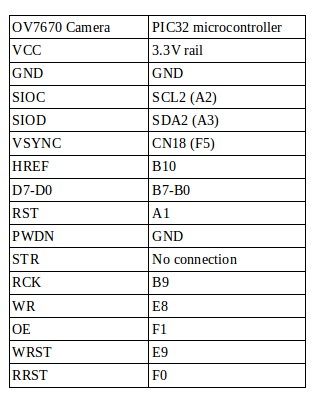 OV7670 Camera PIC32 microcontroller
VCC 3.3V rail
GND GND
SIOC SCL2 (A2)
SIOD SDA2 (A3)
VSYNC CN18 (F5)
HREF B10
D7-D0 B7-B0
RST A1
PWDN GND
STR No connection
RCK B9
WR E8
OE F1
WRST E9
RRST F0